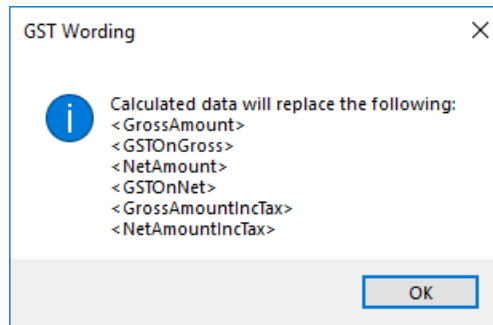 GST Wording
Calculated data will replace the following:
<GrossAmount>
<GSTOnGross>
<NetAmount>
<GSTOnNet>
<GrossAmountIncTax>
<NetAmountIncTax>
OK